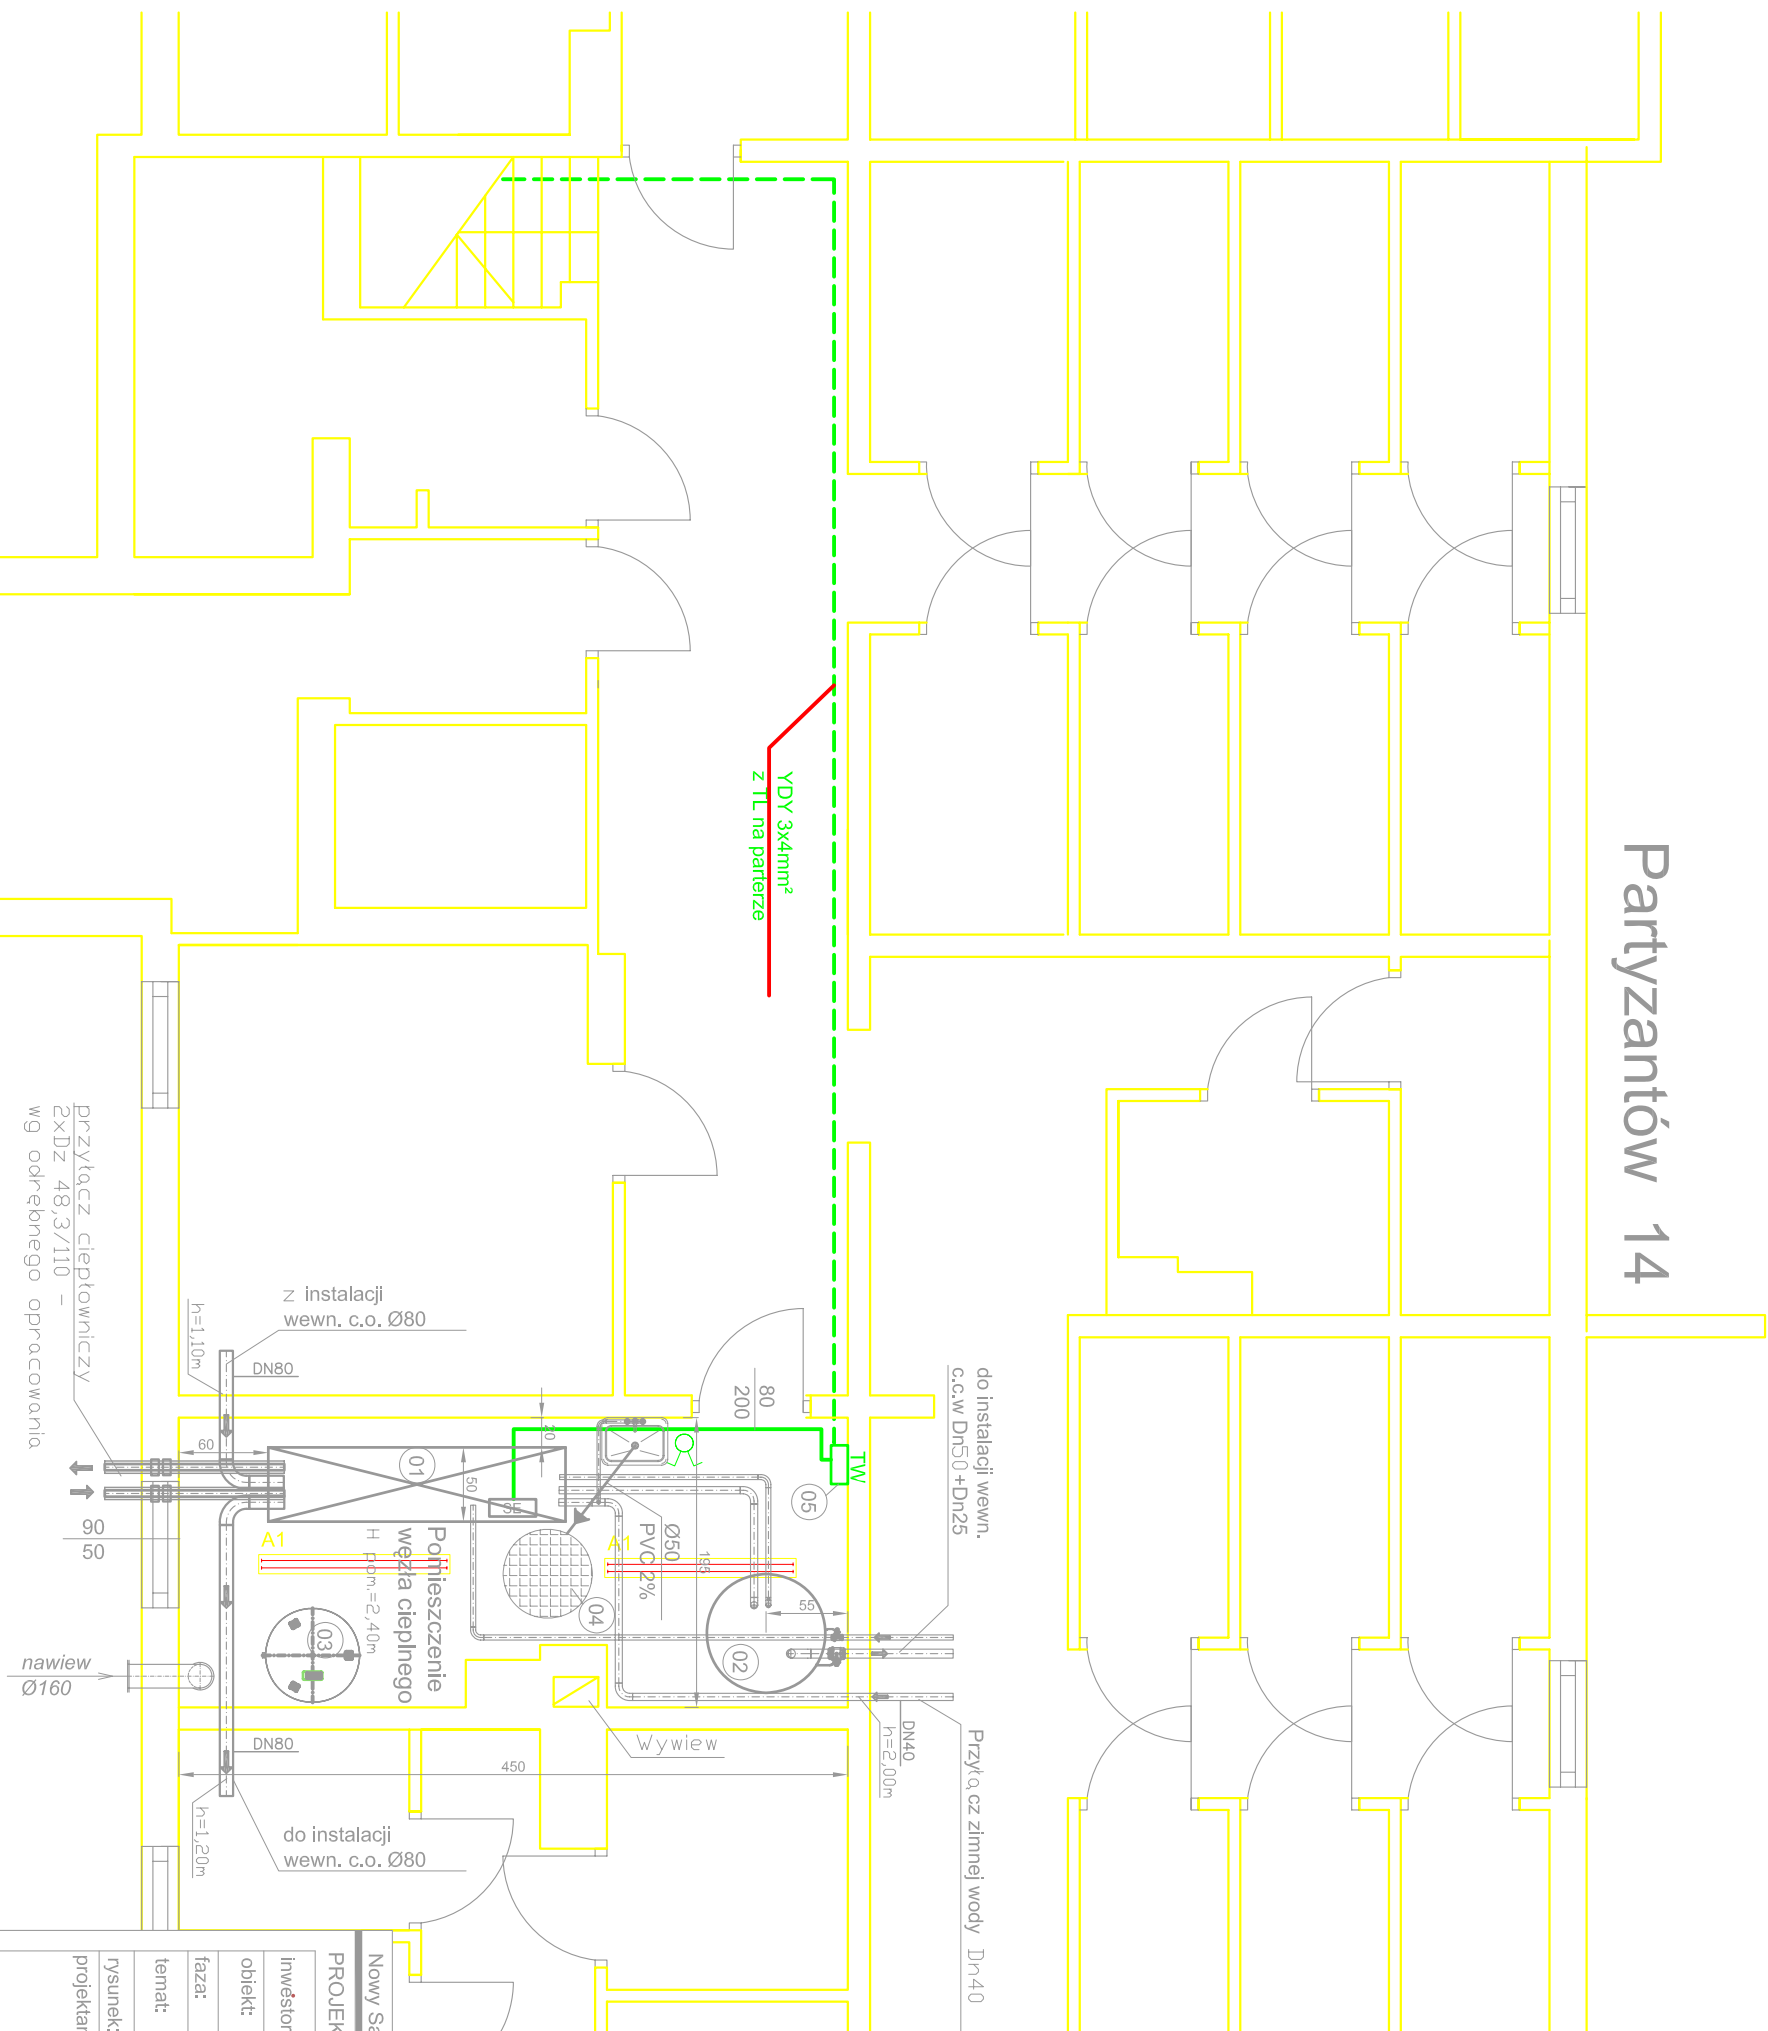 Partyzantów 14
YDY 3x4mm²
z TL na parterze
do instalacji wewn.
c.c.w Dn50+Dn25
80
200
TW
05
z instalacji
wewn. c.o. Ø80
h=1,10m
DN80
przyłącz ciepłowniczy
2xDz 48,3/110 -
wg odrębnego opracowania
60
20
50
01
SE
A1
A1
Ø50
PVC 2%
195
55
04
02
03
90
50
Pomieszczenie
węzła cieplnego
H pom.=2,40m
nawiew
Ø160
Wywiew
DN40
h=2,00m
Przyłącz zimnej wody Dn40
DN80
450
h=1,20m
do instalacji
wewn. c.o. Ø80
Nowy Są
PROJEK
inwestor
obiekt:
faza:
temat:
rysunek:
projektan